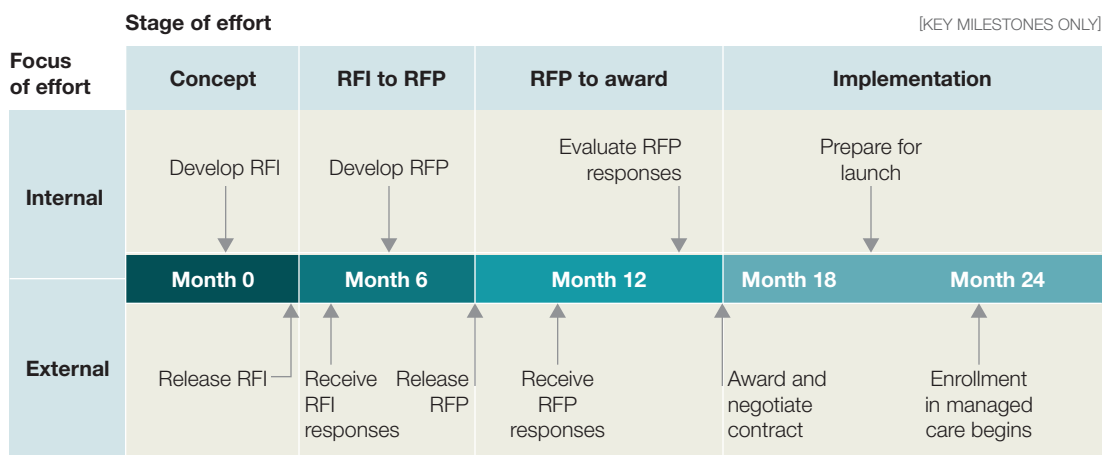 Stage of effort
[KEY MILESTONES ONLY]
Focus
of effort
Concept
RFI to RFP
RFP to award
Implementation
Internal
Develop RFI
Develop RFP
Evaluate RFP
responses
Prepare for
launch
Month 0
Month 6
Month 12
Month 18
Month 24
External
Release RFI
Receive
RFI
responses
Release
RFP
Receive
RFP
responses
Award and
negotiate
contract
Enrollment
in managed
care begins